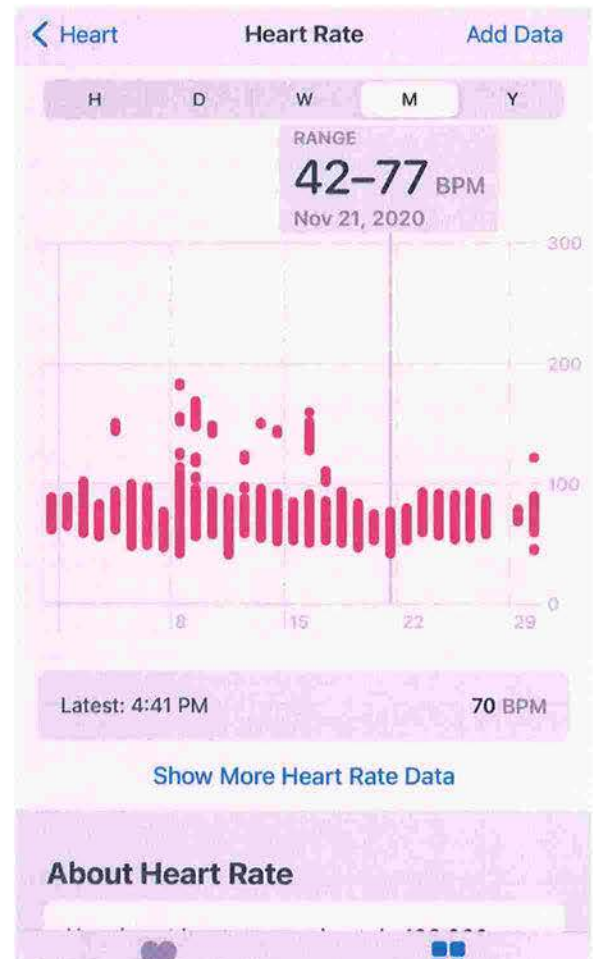 Heart Heart Rate Add Data
H D W M Y
RANGE
42–77 BPM
Nov 21, 2020
300
200
100
0
8 15 22 29
Latest: 4:41 PM 70 BPM
Show More Heart Rate Data
About Heart Rate